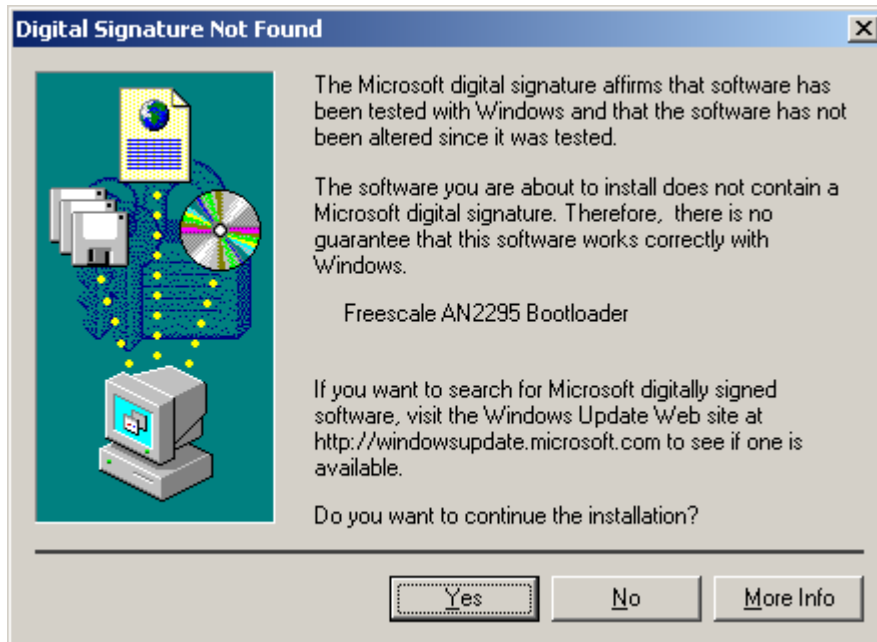 Digital Signature Not Found
The Microsoft digital signature affirms that software has
been tested with Windows and that the software has not
been altered since it was tested.
The software you are about to install does not contain a
Microsoft digital signature. Therefore,  there is no
guarantee that this software works correctly with
Windows.
Freescale AN2295 Bootloader
If you want to search for Microsoft digitally signed
software, visit the Windows Update Web site at
http://windowsupdate.microsoft.com to see if one is
available.
Do you want to continue the installation?
Yes
No
More Info